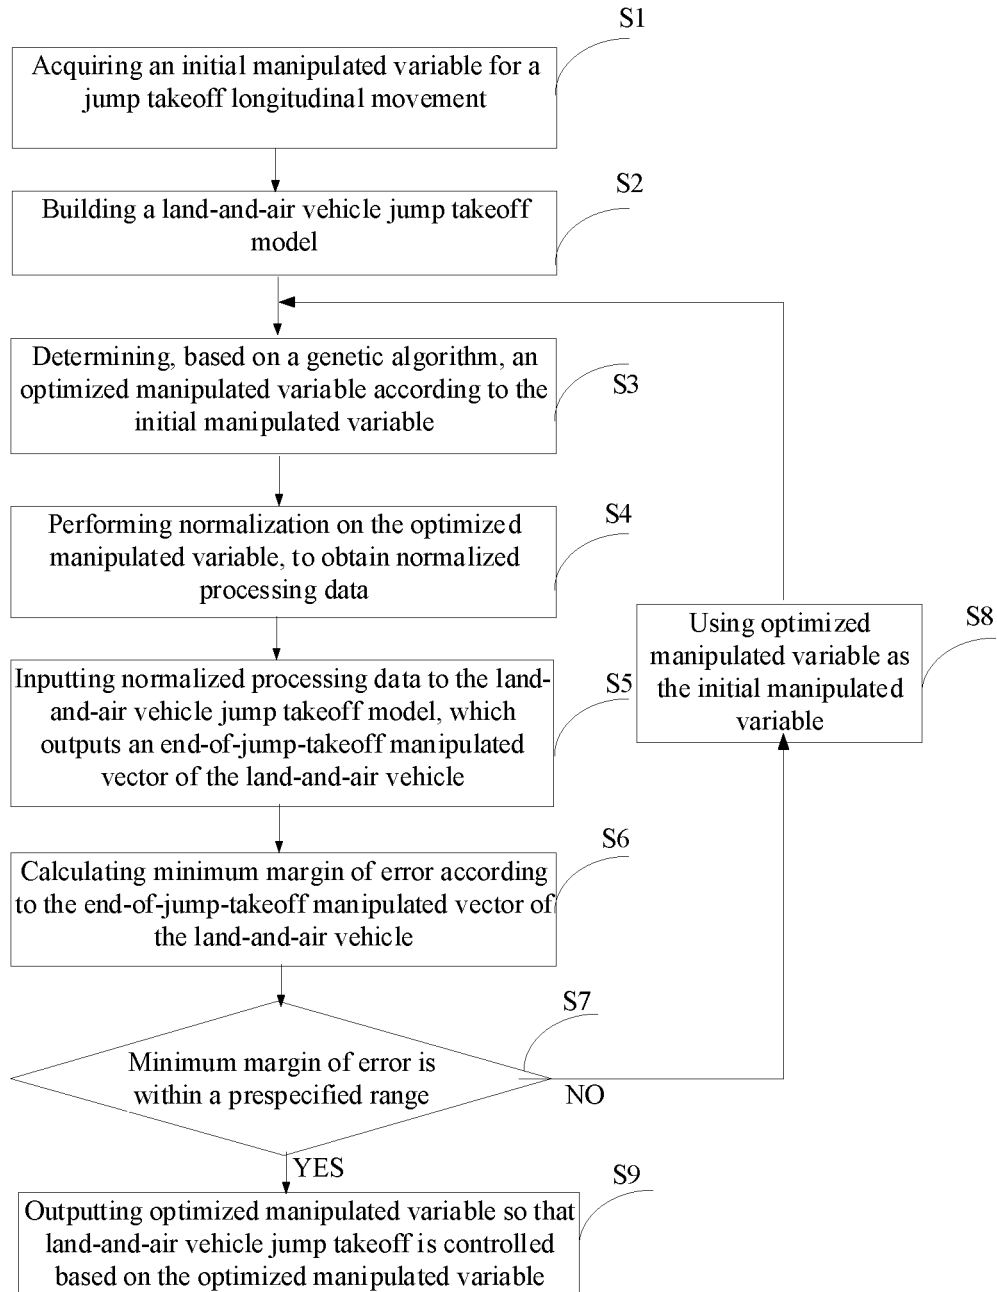 S1
Acquiring an initial manipulated variable for a
jump takeoff longitudinal movement
S2
Building a land-and-air vehicle jump takeoff
model
Determining, based on a genetic algorithm, an
optimized manipulated variable according to the
initial manipulated variable
S3
S4
Performing normalization on the optimized
manipulated variable, to obtain normalized
processing data
S5
Inputting normalized processing data to the land-
and-air vehicle jump takeoff model, which
outputs an end-of-jump-takeoff manipulated
vector of the land-and-air vehicle
S8
Using optimized
manipulated variable as
the initial manipulated
variable
S6
Calculating minimum margin of error according
to the end-of-jump-takeoff manipulated vector of
the land-and-air vehicle
S7
Minimum margin of error is
within a prespecified range
NO
YES
S9
Outputting optimized manipulated variable so that
land-and-air vehicle jump takeoff is controlled
based on the optimized manipulated variable